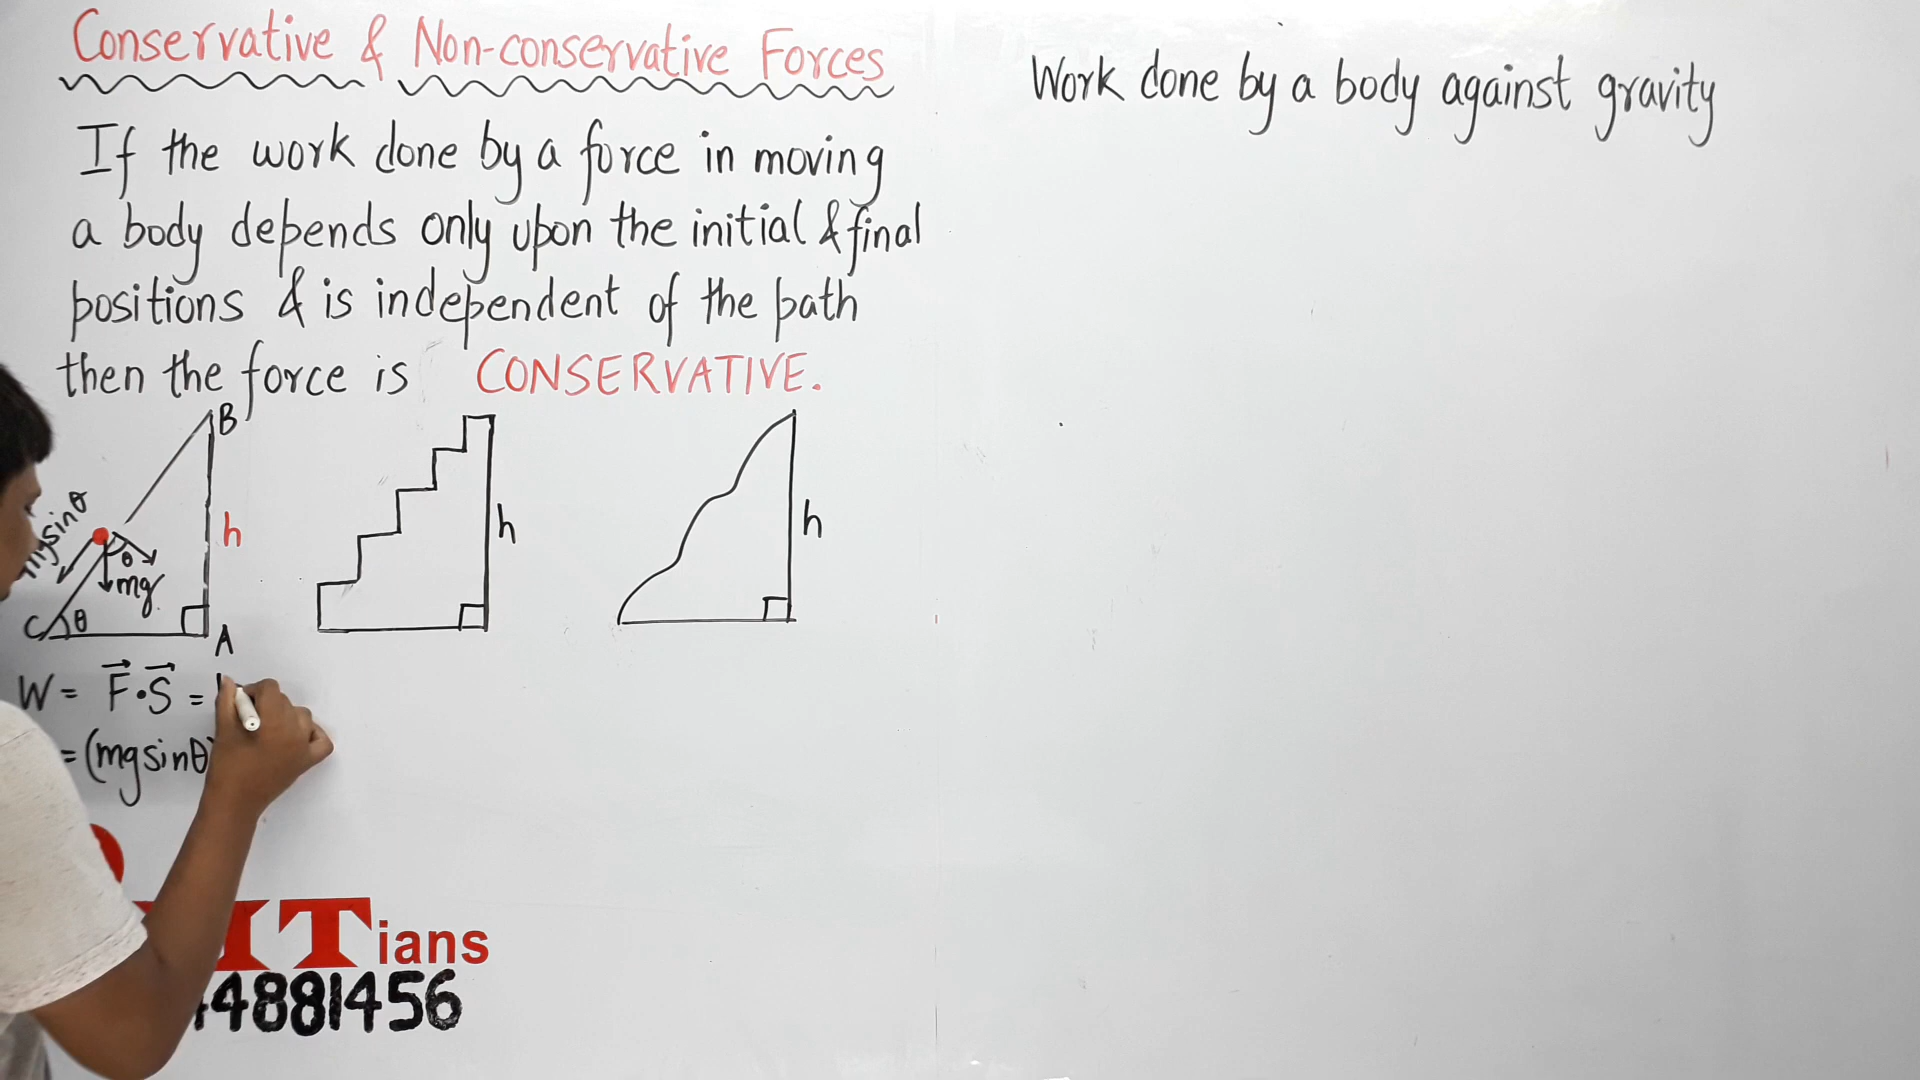 Conservative & Non-conservative Forces
If the work done by a force in moving
a body depends only upon the initial & final
positions & is independent of the path
then the force is CONSERVATIVE.
Work done by a body against gravity
B
h
mgsinθ
θ
mg
C θ
A
h
h
W = F⃗·S⃗ =
=(mgsinθ)
ITians
4881456